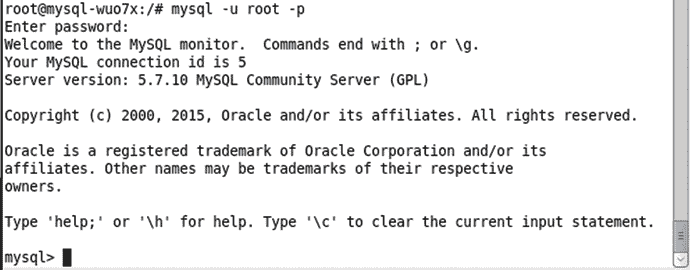 root@mysql-wuo7x:/# mysql -u root -p
Enter password:
Welcome to the MySQL monitor.  Commands end with ; or \g.
Your MySQL connection id is 5
Server version: 5.7.10 MySQL Community Server (GPL)
Copyright (c) 2000, 2015, Oracle and/or its affiliates. All rights reserved.
Oracle is a registered trademark of Oracle Corporation and/or its
affiliates. Other names may be trademarks of their respective
owners.
Type 'help;' or '\h' for help. Type '\c' to clear the current input statement.
mysql>